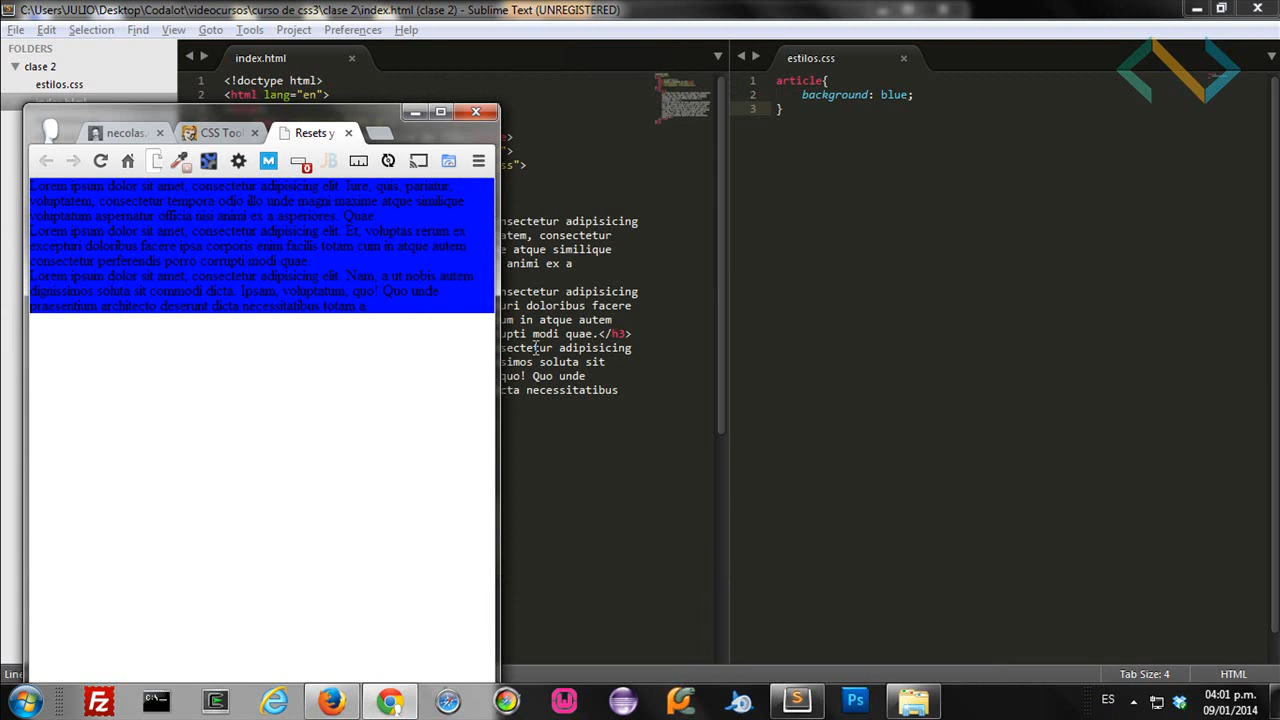 C:\Users\JULIO\Desktop\Codalot\videocursos\curso de css3\clase 2\index.html (clase 2) - Sublime Text (UNREGISTERED)
File Edit Selection Find View Goto Tools Project Preferences Help
FOLDERS
clase 2
estilos.css
index.html
1 <!doctype html>
2 <html lang="en">
e>
ss">
nsectetur adipisicing
atem, consectetur
e atque similique
nimi ex a
nsectetur adipisicing
uri doloribus facere
um in atque autem
upti modi quae.</h3>
sectetur adipisicing
simos soluta sit
quo! Quo unde
cta necessitatibus
estilos.css
1 article{
2 background: blue;
3 }
necolas.
CSS Tool
Resets y
Lorem ipsum dolor sit amet, consectetur adipisicing elit. Iure, quis, pariatur,
voluptatem, consectetur tempora odio illo unde magni maxime atque similique
voluptatum aspernatur officia nisi animi ex a asperiores. Quae.
Lorem ipsum dolor sit amet, consectetur adipisicing elit. Et, voluptas rerum ea
excepturi doloribus facere ipsa corporis enim facilis totam cum in atque autem
consectetur perferendis porro corrupti modi quae.
Lorem ipsum dolor sit amet, consectetur adipisicing elit. Nam, a ut nobis autem
dignissimos soluta sit commodi dicta. Ipsam, voluptatum, quo! Quo unde
praesentium architecto deserunt dicta necessitatibus totam a.
Line
Tab Size: 4 HTML
ES
04:01 p.m.
09/01/2014